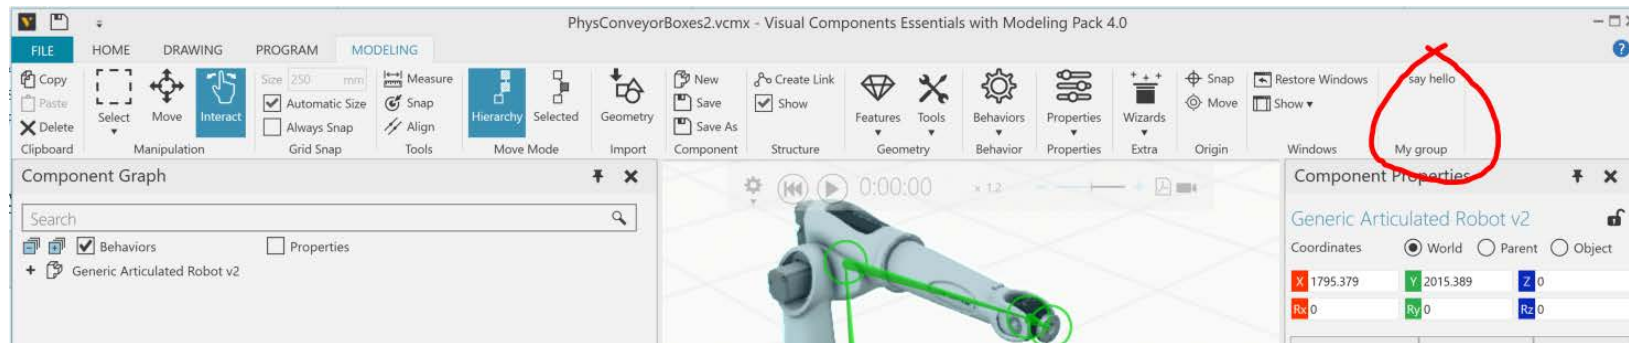 PhysConveyorBoxes2.vcmx - Visual Components Essentials with Modeling Pack 4.0
FILE HOME DRAWING PROGRAM MODELING
Copy
Paste
Delete
Clipboard
Select
Move
Interact
Manipulation
Size 250 mm
Automatic Size
Always Snap
Grid Snap
Measure
Snap
Align
Tools
Hierarchy
Selected
Move Mode
Geometry
Import
New
Save
Save As
Component
Create Link
Show
Structure
Features
Tools
Geometry
Behaviors
Behavior
Properties
Properties
Wizards
Extra
Snap
Move
Origin
Restore Windows
Show
Windows
say hello
My group
Component Graph
Search
Behaviors Properties
Generic Articulated Robot v2
0:00:00 x 1.2
Component Properties
Generic Articulated Robot v2
Coordinates World Parent Object
X 1795.379 Y 2015.389 Z 0
Rx 0 Ry 0 Rz 0